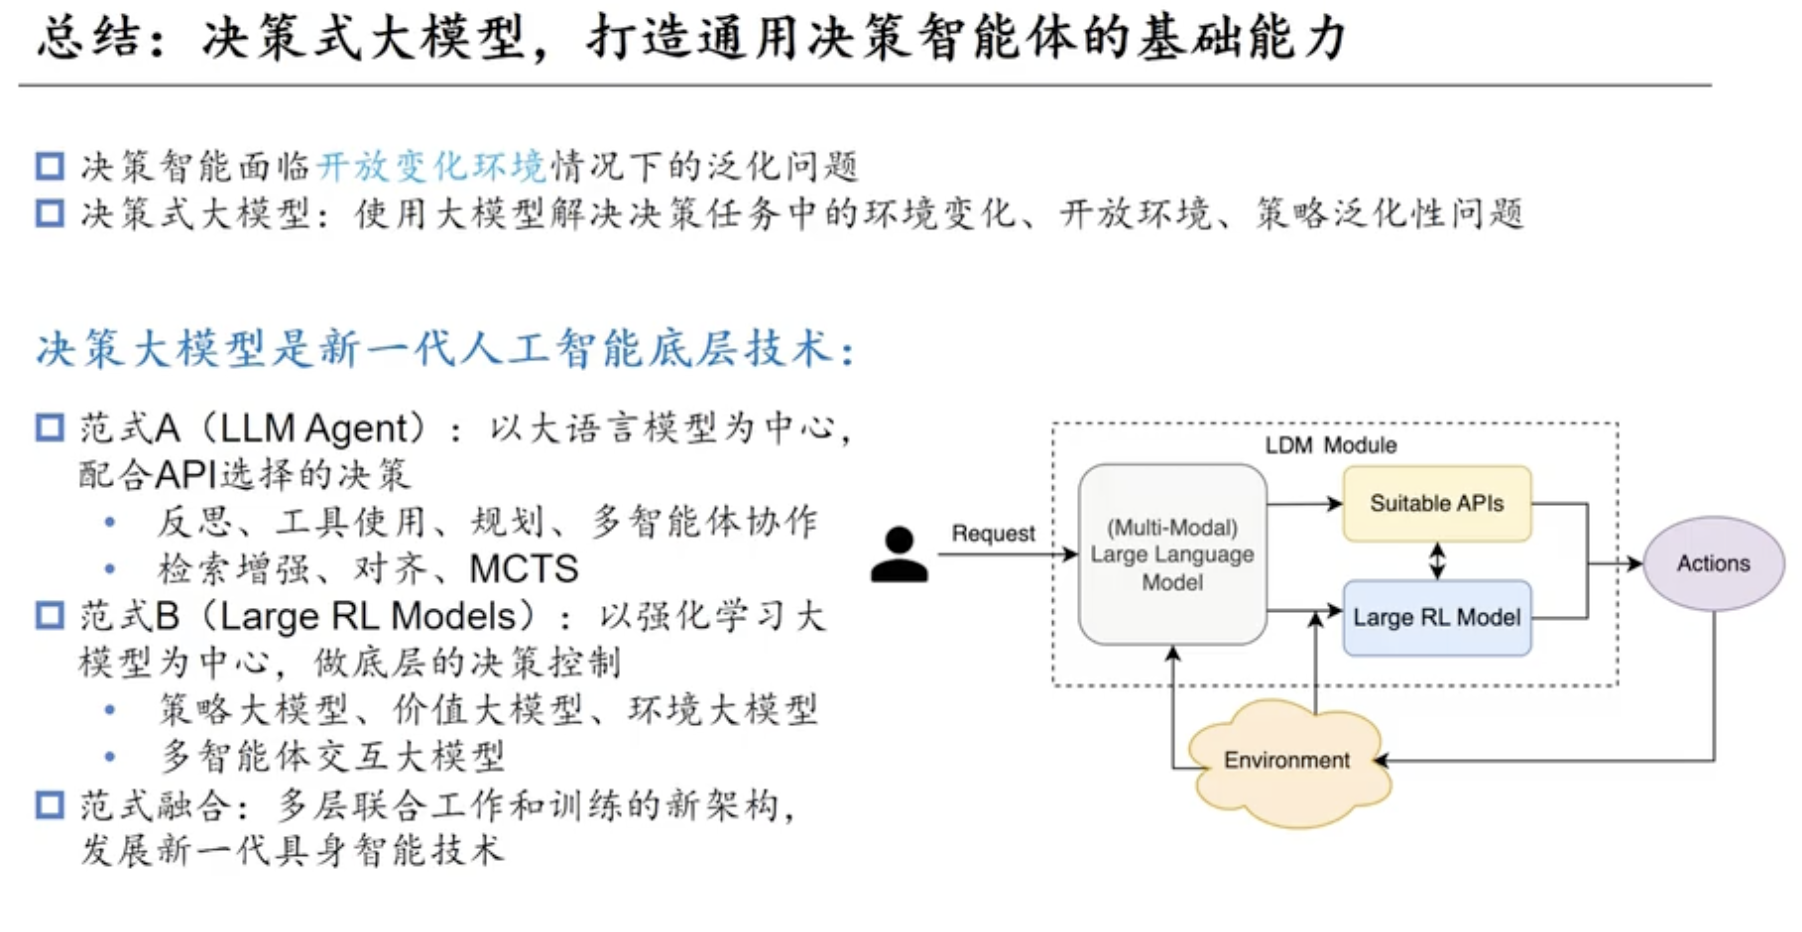 总结：决策式大模型，打造通用决策智能体的基础能力
决策智能面临开放变化环境情况下的泛化问题
决策式大模型：使用大模型解决决策任务中的环境变化、开放环境、策略泛化性问题
决策大模型是新一代人工智能底层技术：
范式A（LLM Agent）：以大语言模型为中心，
配合API选择的决策
• 反思、工具使用、规划、多智能体协作
• 检索增强、对齐、MCTS
范式B（Large RL Models）：以强化学习大
模型为中心，做底层的决策控制
• 策略大模型、价值大模型、环境大模型
• 多智能体交互大模型
范式融合：多层联合工作和训练的新架构，
发展新一代具身智能技术
LDM Module
Request
(Multi-Modal)
Large Language
Model
Suitable APIs
Large RL Model
Actions
Environment